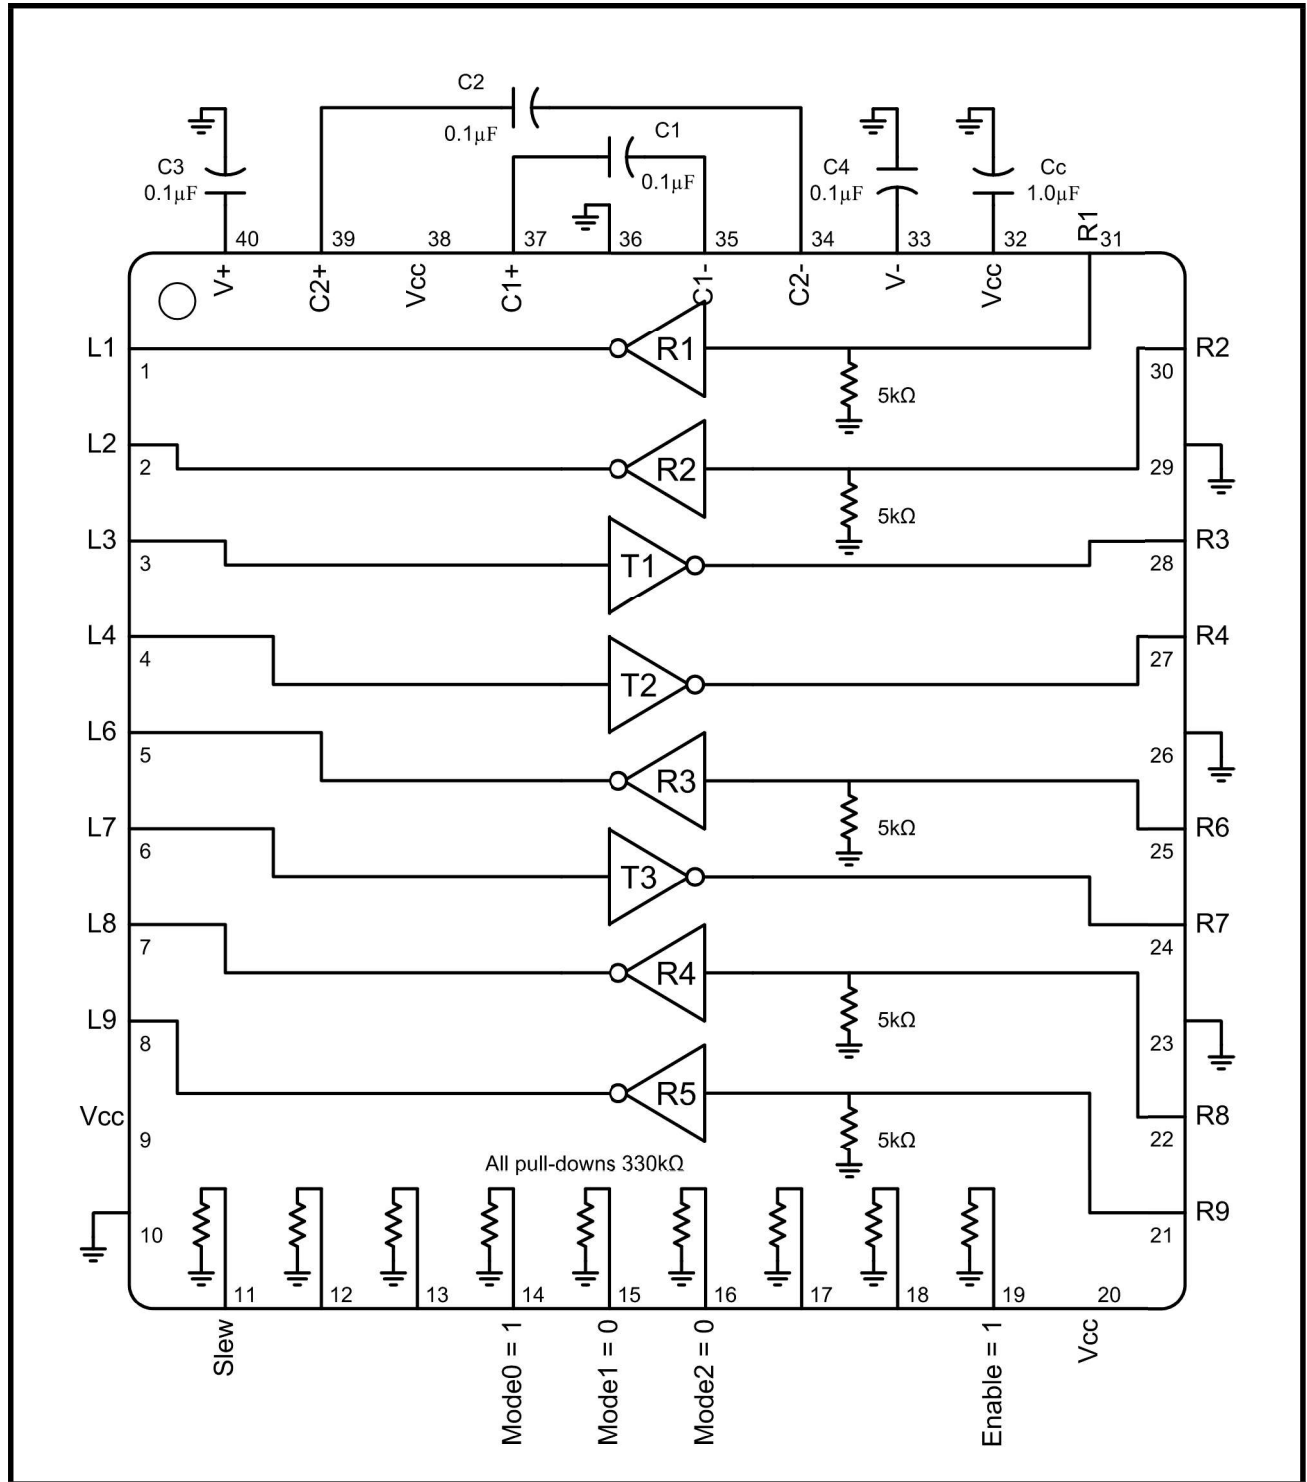 C2
0.1μF
C1
0.1μF
C3
0.1μF
C4
0.1μF
Cc
1.0μF
40
39
38
37
36
35
34
33
32
R1
31
V+
C2+
Vcc
C1+
C1-
C2-
V-
Vcc
L1
1
R1
5kΩ
R2
30
L2
2
R2
5kΩ
29
L3
3
T1
R3
28
L4
4
T2
R4
27
L6
5
R3
5kΩ
26
R6
25
L7
6
T3
R7
24
L8
7
R4
5kΩ
23
L9
8
R5
5kΩ
R8
22
Vcc
9
All pull-downs 330kΩ
10
R9
21
11
12
13
14
15
16
17
18
19
20
Slew
Mode0 = 1
Mode1 = 0
Mode2 = 0
Enable = 1
Vcc